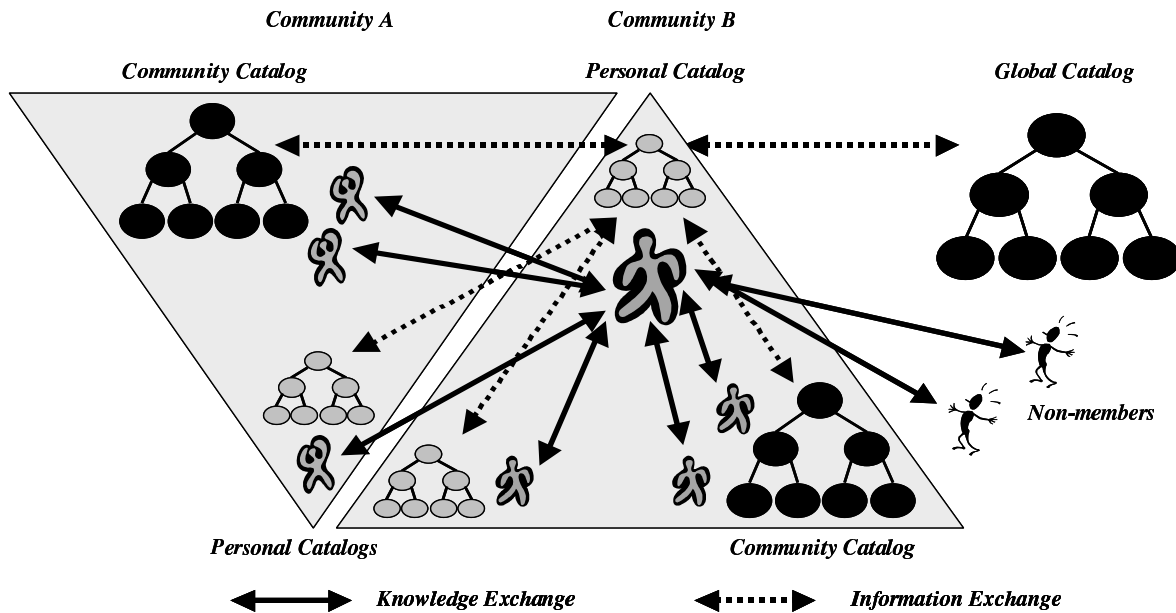 Community A
Community B
Community Catalog
Personal Catalog
Global Catalog
Non-members
Personal Catalogs
Community Catalog
Knowledge Exchange
Information Exchange